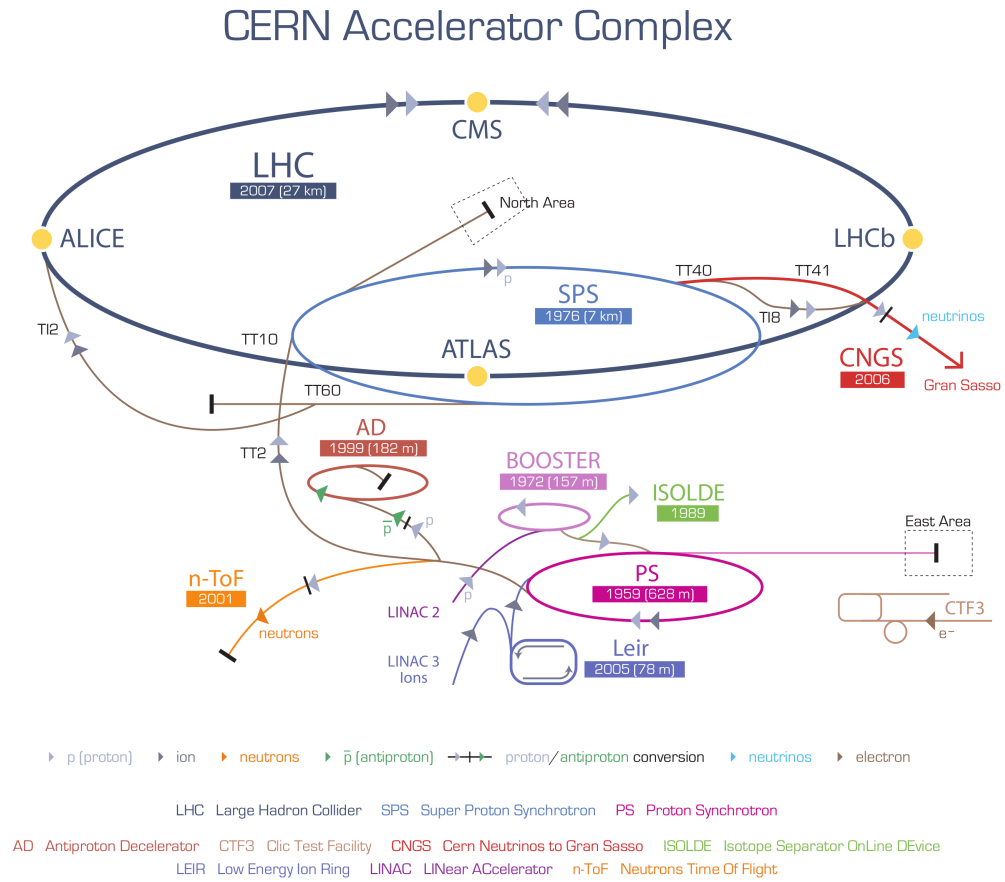 CERN Accelerator Complex
CMS
LHC
2007 (27 km)
North Area
ALICE
LHCb
TT40
TT41
p
SPS
1976 (7 km)
TI8
neutrinos
TI2
TT10
ATLAS
CNGS
2006
Gran Sasso
TT60
AD
1999 (182 m)
TT2
BOOSTER
1972 (157 m)
ISOLDE
1989
p̅
p
East Area
n-ToF
2001
PS
1959 (628 m)
p
LINAC 2
CTF3
e⁻
neutrons
LINAC 3
Ions
Leir
2005 (78 m)
p (proton) ion neutrons p̅ (antiproton) proton/antiproton conversion neutrinos electron
LHC Large Hadron Collider SPS Super Proton Synchrotron PS Proton Synchrotron
AD Antiproton Decelerator CTF3 Clic Test Facility CNGS Cern Neutrinos to Gran Sasso ISOLDE Isotope Separator OnLine DEvice
LEIR Low Energy Ion Ring LINAC LINear ACcelerator n-ToF Neutrons Time Of Flight